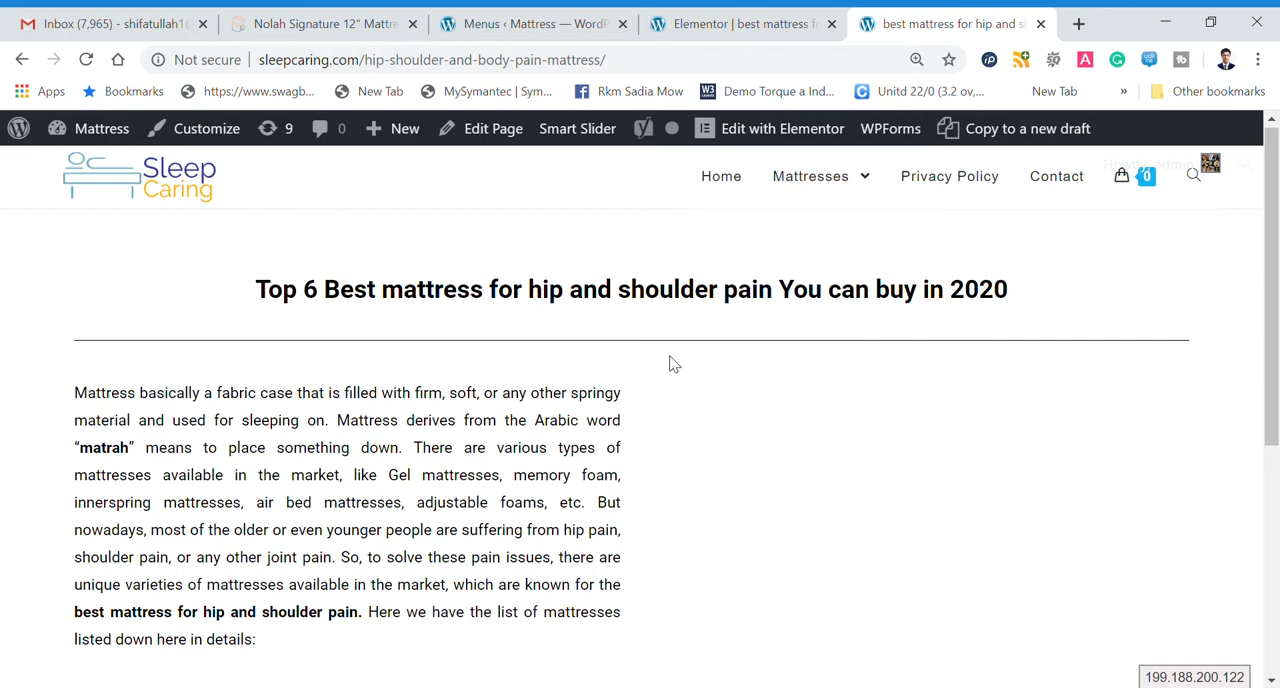 Inbox (7,965) - shifatullah1
Nolah Signature 12" Mattre
Menus ‹ Mattress — WordP
Elementor | best mattress f
best mattress for hip and s
Not secure
sleepcaring.com/hip-shoulder-and-body-pain-mattress/
Apps
Bookmarks
https://www.swagb...
New Tab
MySymantec | Sym...
Rkm Sadia Mow
Demo Torque a Ind...
Unitd 22/0 (3.2 ov,...
New Tab
»
Other bookmarks
Mattress
Customize
9
0
New
Edit Page
Smart Slider
Edit with Elementor
WPForms
Copy to a new draft
Howdy, admin
Sleep
Caring
Home
Mattresses
Privacy Policy
Contact
0
Top 6 Best mattress for hip and shoulder pain You can buy in 2020
Mattress basically a fabric case that is filled with firm, soft, or any other springy
material and used for sleeping on. Mattress derives from the Arabic word
“matrah” means to place something down. There are various types of
mattresses available in the market, like Gel mattresses, memory foam,
innerspring mattresses, air bed mattresses, adjustable foams, etc. But
nowadays, most of the older or even younger people are suffering from hip pain,
shoulder pain, or any other joint pain. So, to solve these pain issues, there are
unique varieties of mattresses available in the market, which are known for the
best mattress for hip and shoulder pain. Here we have the list of mattresses
listed down here in details:
199.188.200.122